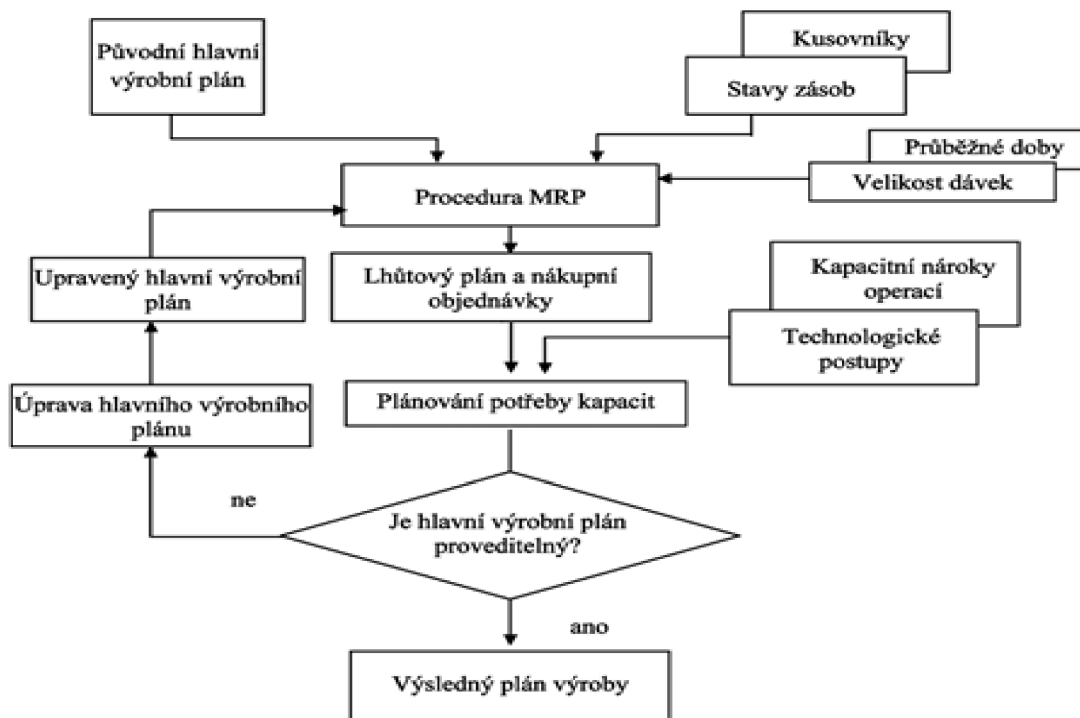 Původní hlavní
výrobní plán
Kusovníky
Stavy zásob
Průběžné doby
Velikost dávek
Procedura MRP
Upravený hlavní výrobní
plán
Lhůtový plán a nákupní
objednávky
Kapacitní nároky
operací
Technologické
postupy
Úprava hlavního výrobního
plánu
Plánování potřeby kapacit
ne
Je hlavní výrobní plán
proveditelný?
ano
Výsledný plán výroby